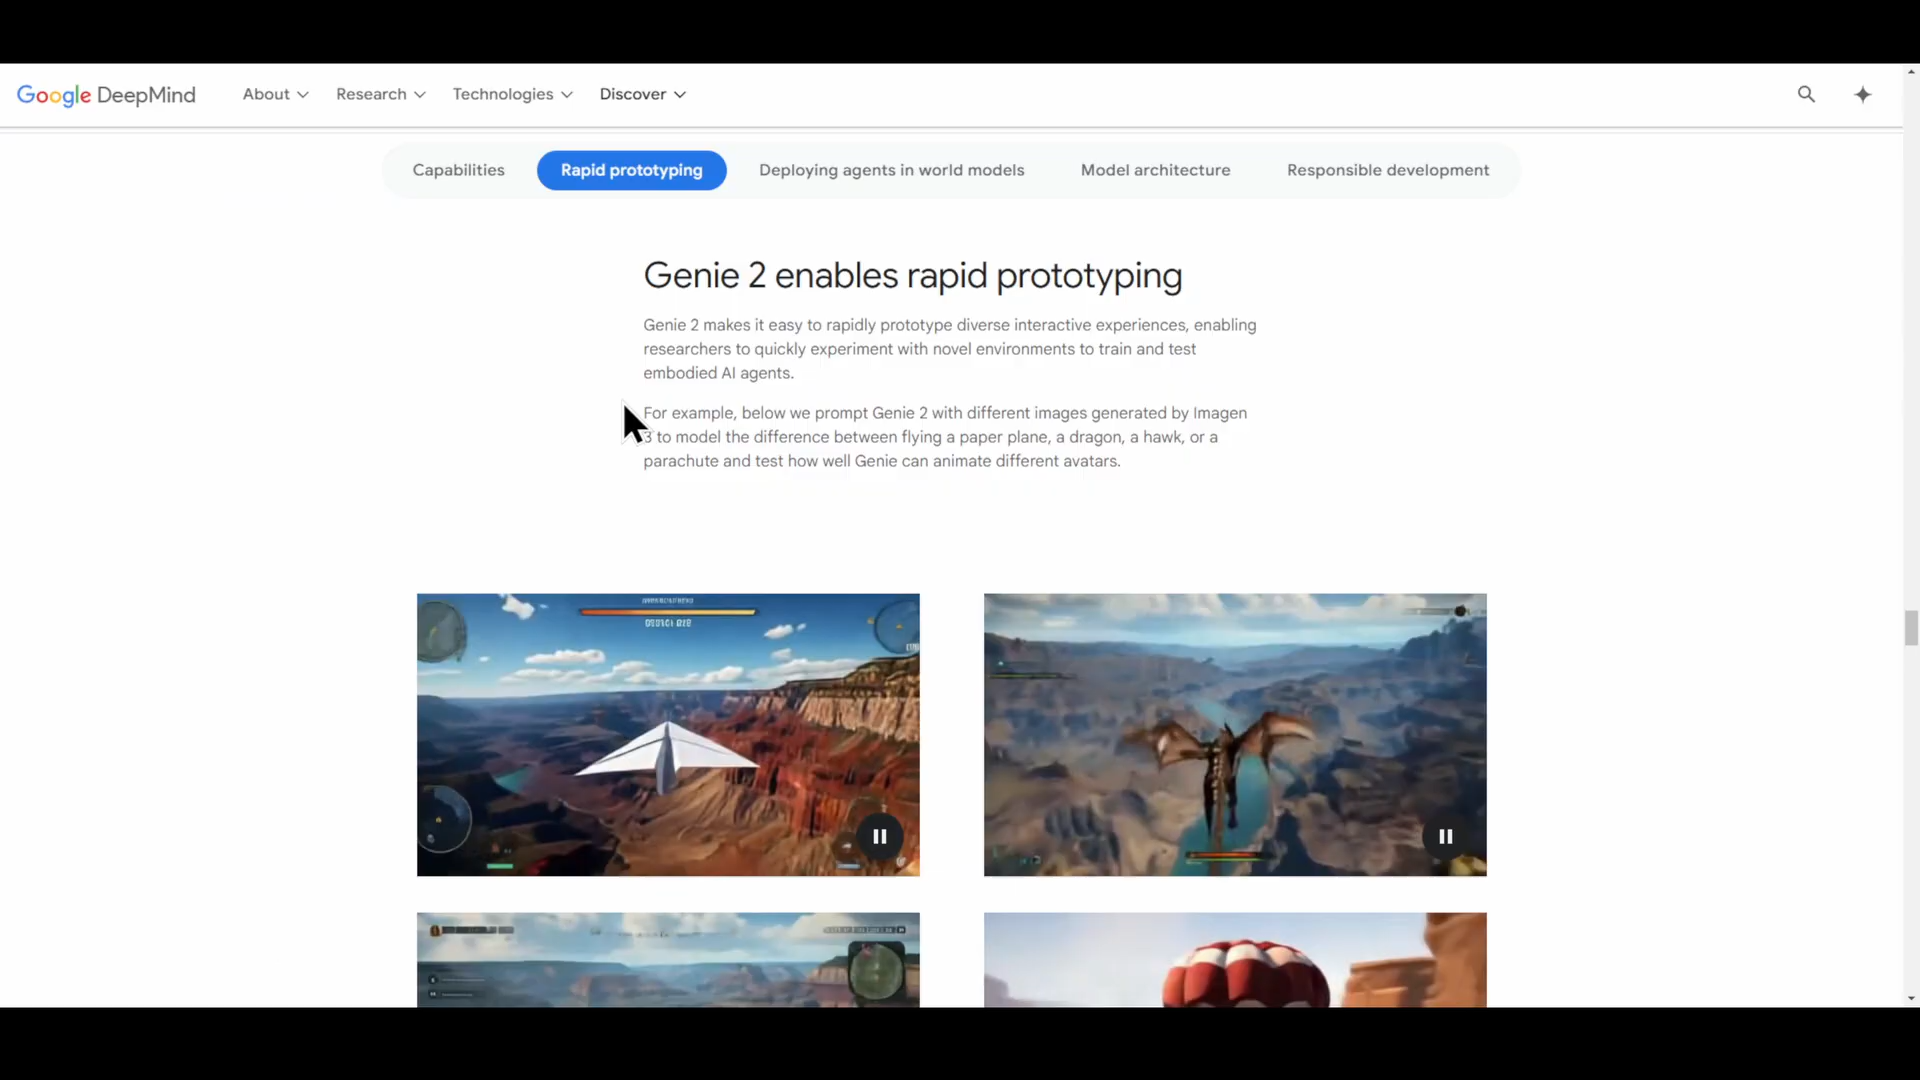 Google DeepMind
About
Research
Technologies
Discover
Capabilities
Rapid prototyping
Deploying agents in world models
Model architecture
Responsible development
Genie 2 enables rapid prototyping
Genie 2 makes it easy to rapidly prototype diverse interactive experiences, enabling
researchers to quickly experiment with novel environments to train and test
embodied AI agents.
For example, below we prompt Genie 2 with different images generated by Imagen
3 to model the difference between flying a paper plane, a dragon, a hawk, or a
parachute and test how well Genie can animate different avatars.